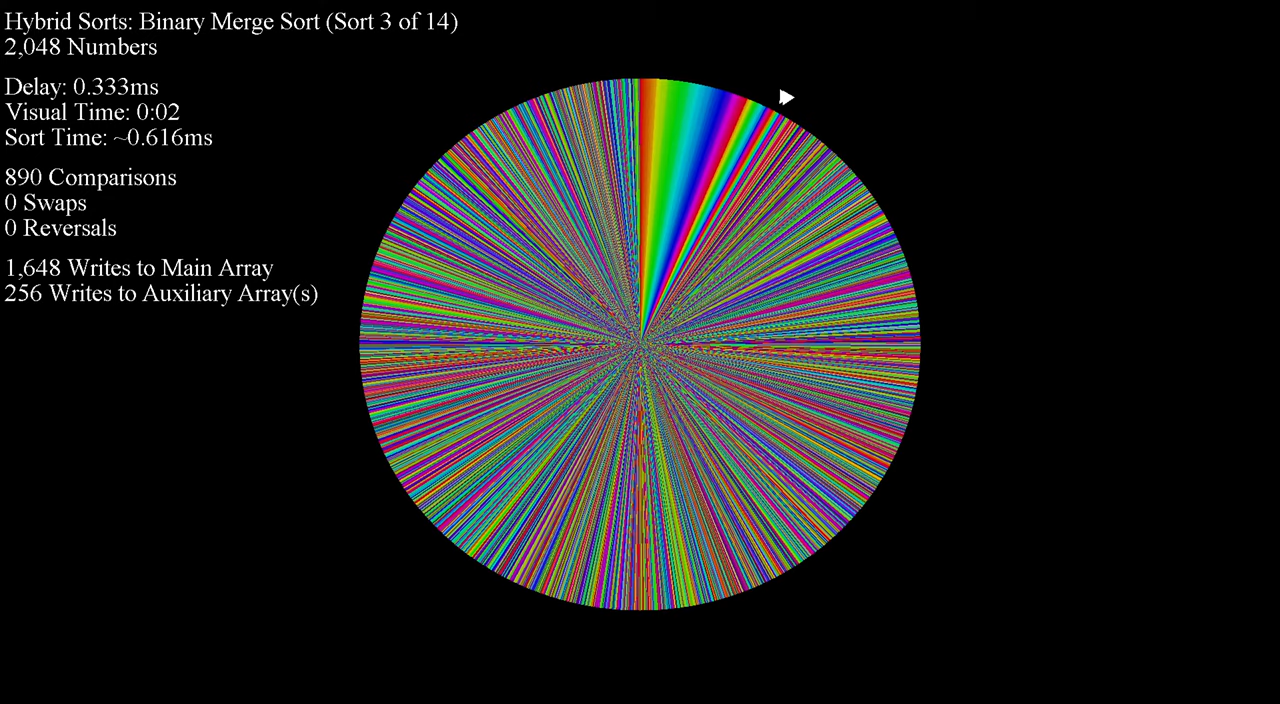 Hybrid Sorts: Binary Merge Sort (Sort 3 of 14)
2,048 Numbers
Delay: 0.333ms
Visual Time: 0:02
Sort Time: ~0.616ms
890 Comparisons
0 Swaps
0 Reversals
1,648 Writes to Main Array
256 Writes to Auxiliary Array(s)